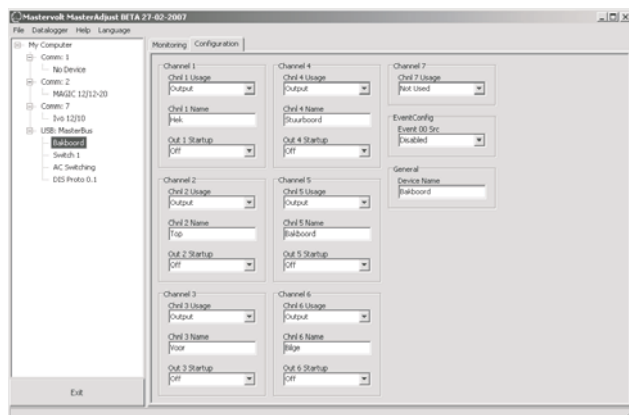 Mastervolt MasterAdjust BETA 27-02-2007
File Datalogger Help Language
My Computer
Comm: 1
No Device
Comm: 2
MAGIC 12/12-20
Comm: 7
Ivo 12/10
USB: MasterBus
Bakboord
Switch 1
AC Switching
DIS Proto 0.1
Exit
Monitoring Configuration
Channel 1
Chnl 1 Usage
Output
Chnl 1 Name
Hek
Out 1 Startup
Off
Channel 2
Chnl 2 Usage
Output
Chnl 2 Name
Top
Out 2 Startup
Off
Channel 3
Chnl 3 Usage
Output
Chnl 3 Name
Voor
Out 3 Startup
Off
Channel 4
Chnl 4 Usage
Output
Chnl 4 Name
Stuurboord
Out 4 Startup
Off
Channel 5
Chnl 5 Usage
Output
Chnl 5 Name
Bakboord
Out 5 Startup
Off
Channel 6
Chnl 6 Usage
Output
Chnl 6 Name
Bilge
Out 6 Startup
Off
Channel 7
Chnl 7 Usage
Not Used
EventConfig
Event 00 Src
Disabled
General
Device Name
Bakboord